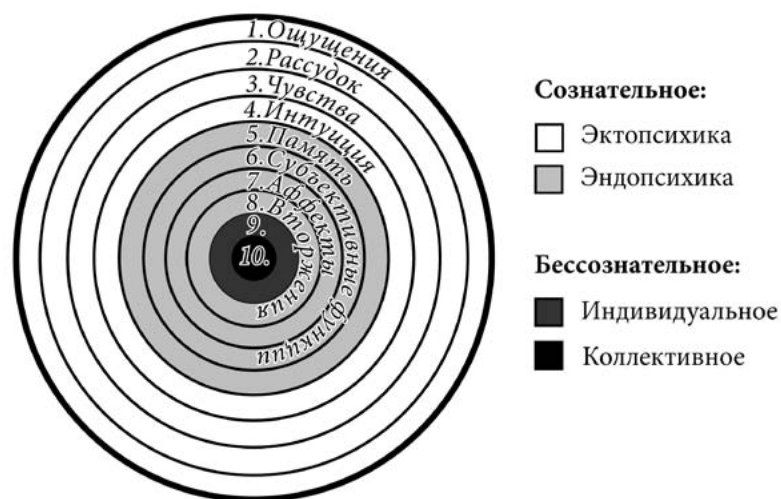 1.Ощущения
2.Рассудок
3.Чувства
4.Интуиция
5.Память
6.Субъективные функции
7.Аффекты
8.Вторжения
9.
10.
Сознательное:
Эктопсихика
Эндопсихика
Бессознательное:
Индивидуальное
Коллективное